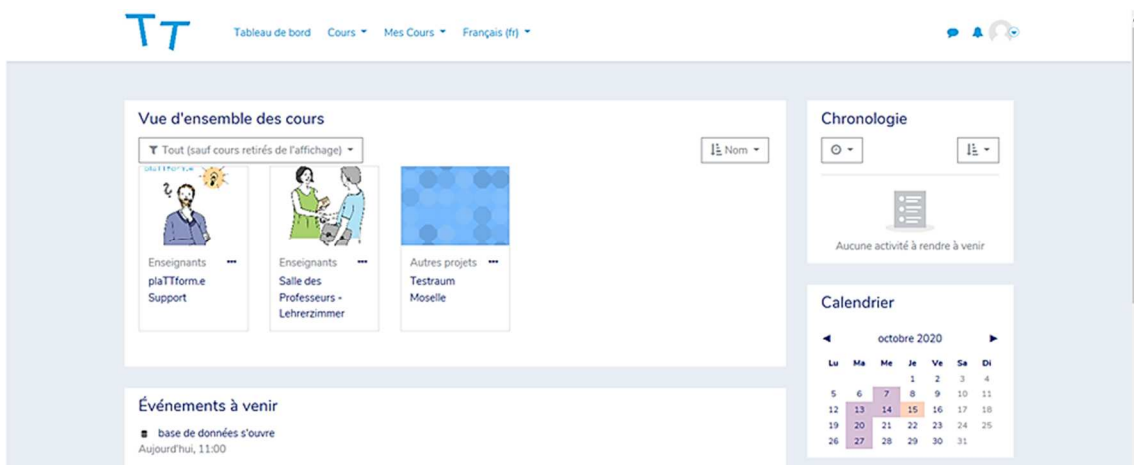 TT
Tableau de bord Cours Mes Cours Français (fr)
Vue d'ensemble des cours
Tout (sauf cours retirés de l'affichage)
Nom
Enseignants
plaTTform.e
Support
Enseignants
Salle des
Professeurs -
Lehrerzimmer
Autres projets
Testraum
Moselle
Événements à venir
base de données s'ouvre
Aujourd'hui, 11:00
Chronologie
Aucune activité à rendre à venir
Calendrier
octobre 2020
Lu Ma Me Je Ve Sa Di
1 2 3 4
5 6 7 8 9 10 11
12 13 14 15 16 17 18
19 20 21 22 23 24 25
26 27 28 29 30 31